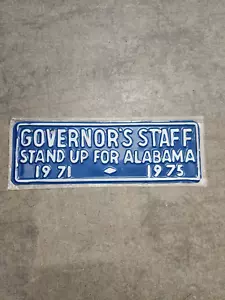 GOVERNOR'S STAFF
STAND UP FOR ALABAMA
1971 1975